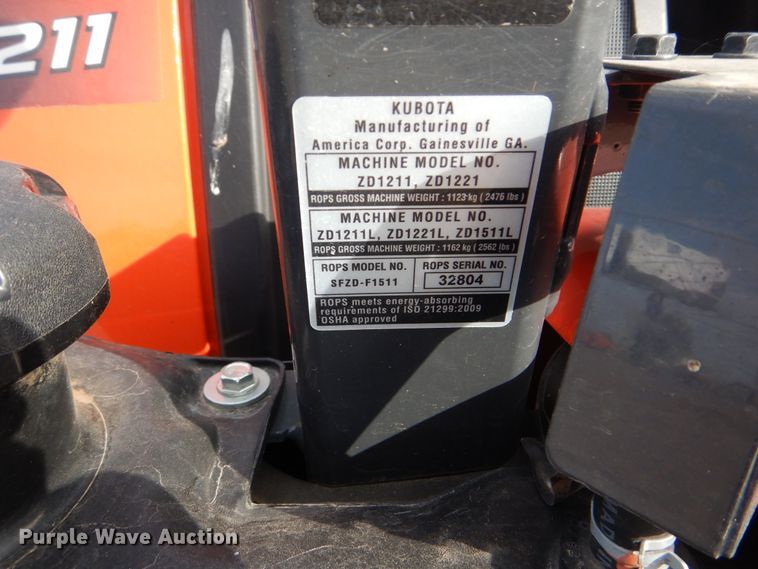 211
KUBOTA
Manufacturing of
America Corp. Gainesville GA.
MACHINE MODEL NO.
ZD1211, ZD1221
ROPS GROSS MACHINE WEIGHT : 1123 kg ( 2476 lbs )
MACHINE MODEL NO.
ZD1211L, ZD1221L, ZD1511L
ROPS GROSS MACHINE WEIGHT : 1162 kg ( 2562 lbs )
ROPS MODEL NO.
SFZD-F1511
ROPS SERIAL NO.
32804
ROPS meets energy-absorbing
requirements of ISO 21299:2009
OSHA approved
Purple Wave Auction